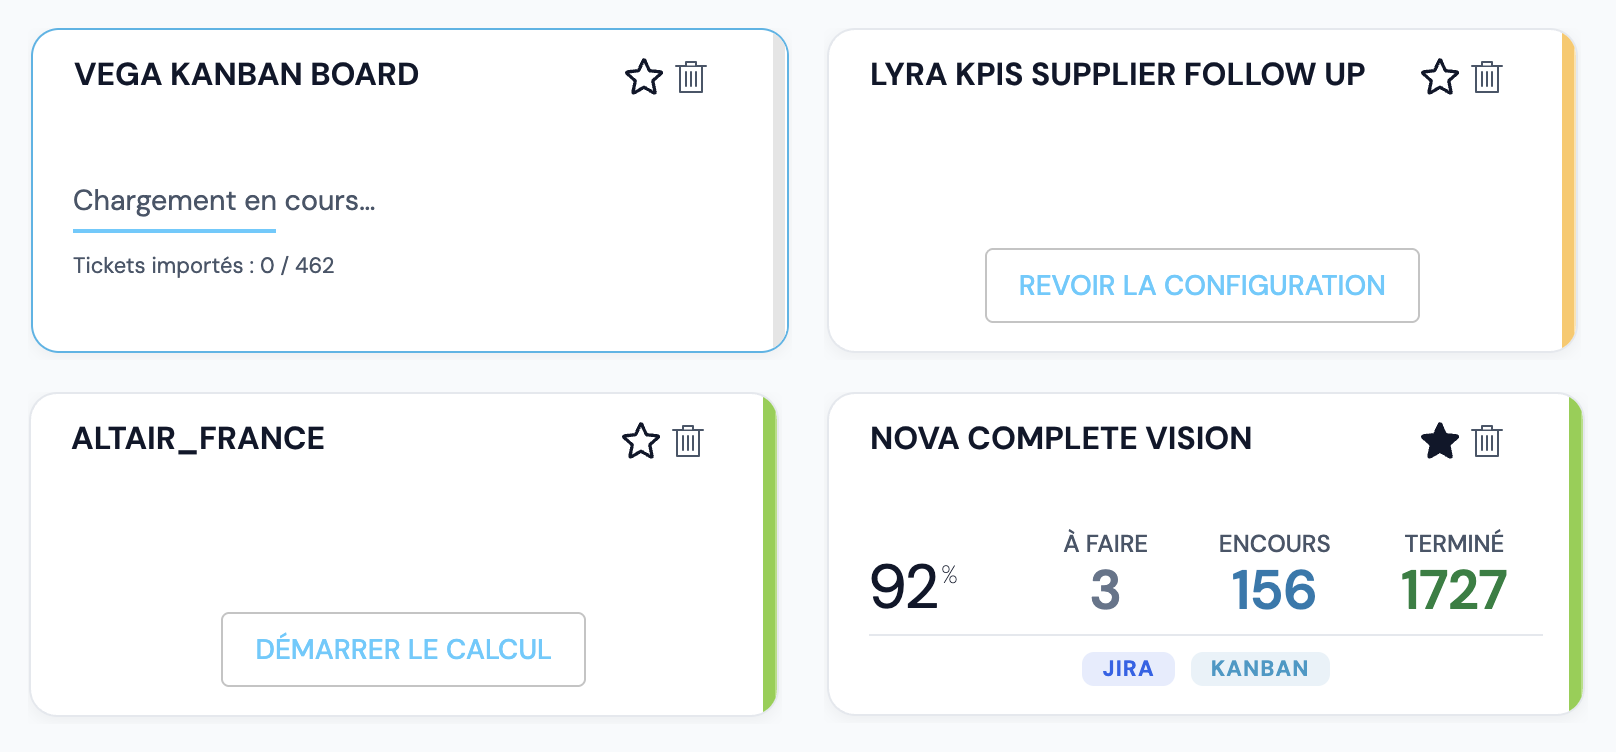 VEGA KANBAN BOARD
Chargement en cours...
Tickets importés : 0 / 462
LYRA KPIS SUPPLIER FOLLOW UP
REVOIR LA CONFIGURATION
ALTAIR_FRANCE
DÉMARRER LE CALCUL
NOVA COMPLETE VISION
92%
À FAIRE
3
ENCOURS
156
TERMINÉ
1727
JIRA
KANBAN